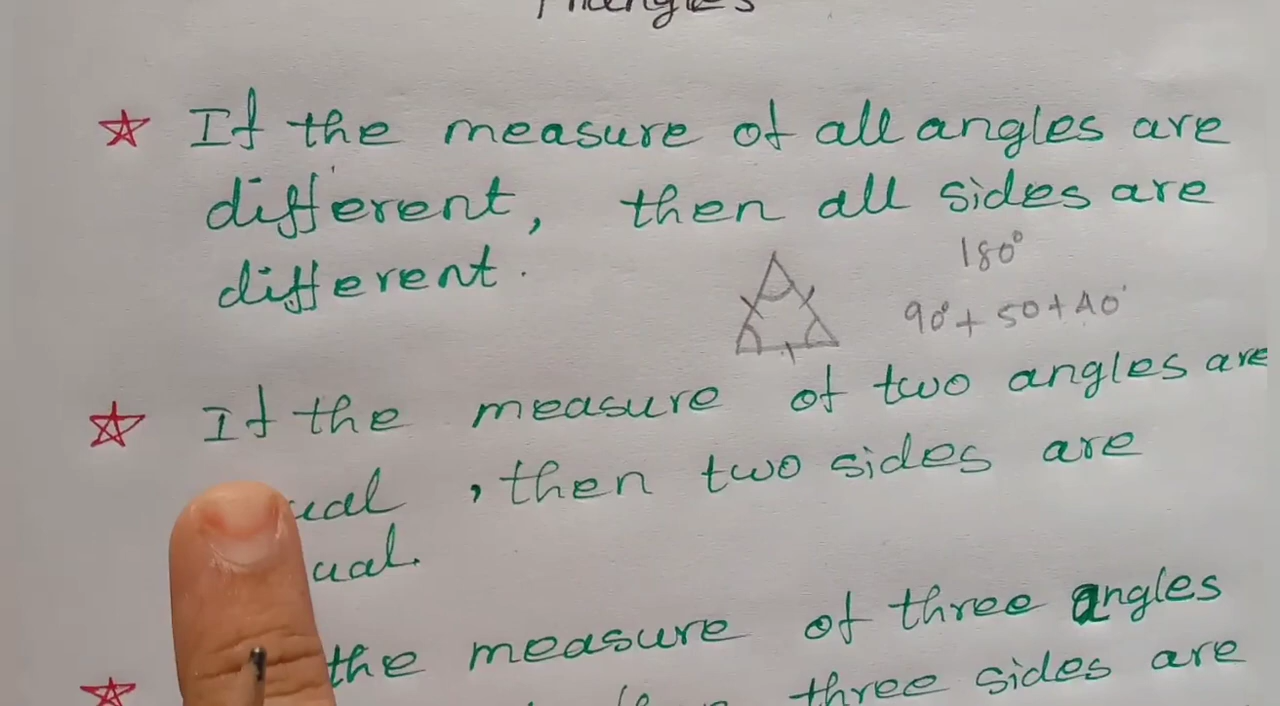 Triangles
If the measure of all angles are
different, then all sides are
different.
180°
90°+50+40°
If the measure of two angles are
ual, then two sides are
ual.
the measure of three angles
three sides are